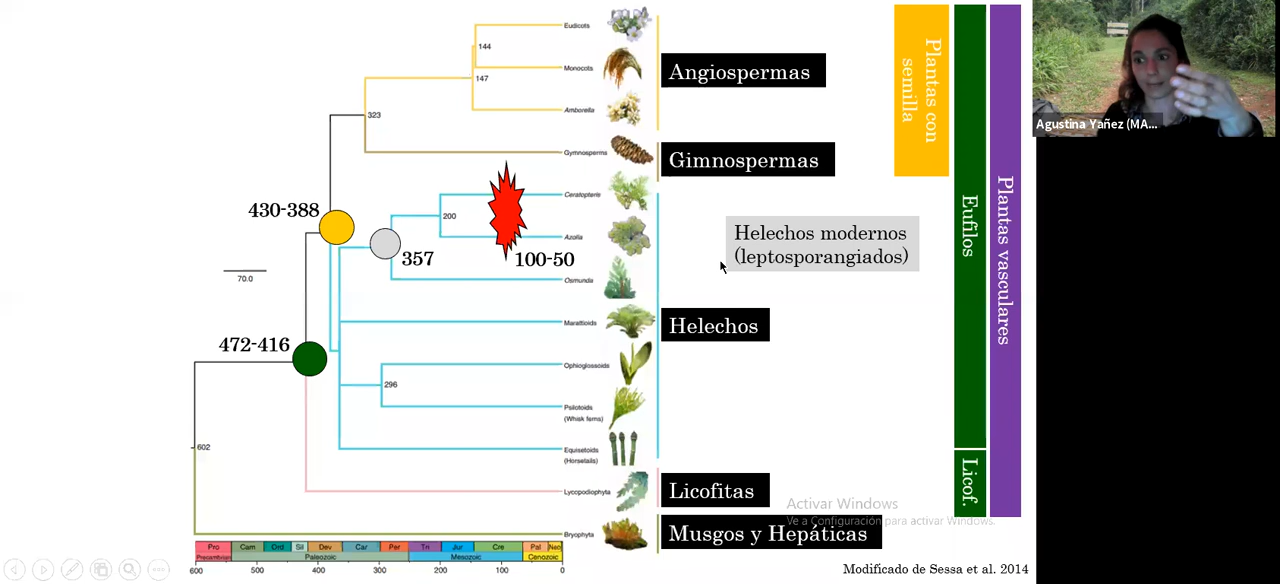 Eudicots
144
Monocots
147
Amborella
323
Gymnosperms
Ceratopteris
200
Azolla
Osmunda
Marattioids
Ophioglossoids
296
Psilotoids
(Whisk ferns)
Equisetoids
(Horsetails)
Lycopodiophyta
602
Bryophyta
430-388
357
100-50
472-416
70.0
Angiospermas
Gimnospermas
Helechos modernos
(leptosporangiados)
Helechos
Licofitas
Musgos y Hepáticas
Plantas con
semilla
Eufilos
Licof.
Plantas vasculares
Agustina Yañez (MA...
Activar Windows
Ve a Configuración para activar Windows.
Pro Cam Ord Sil Dev Car Per Tri Jur Cre Pal Neo
Precambrian Paleozoic Mesozoic Cenozoic
600 500 400 300 200 100 0
Modificado de Sessa et al. 2014